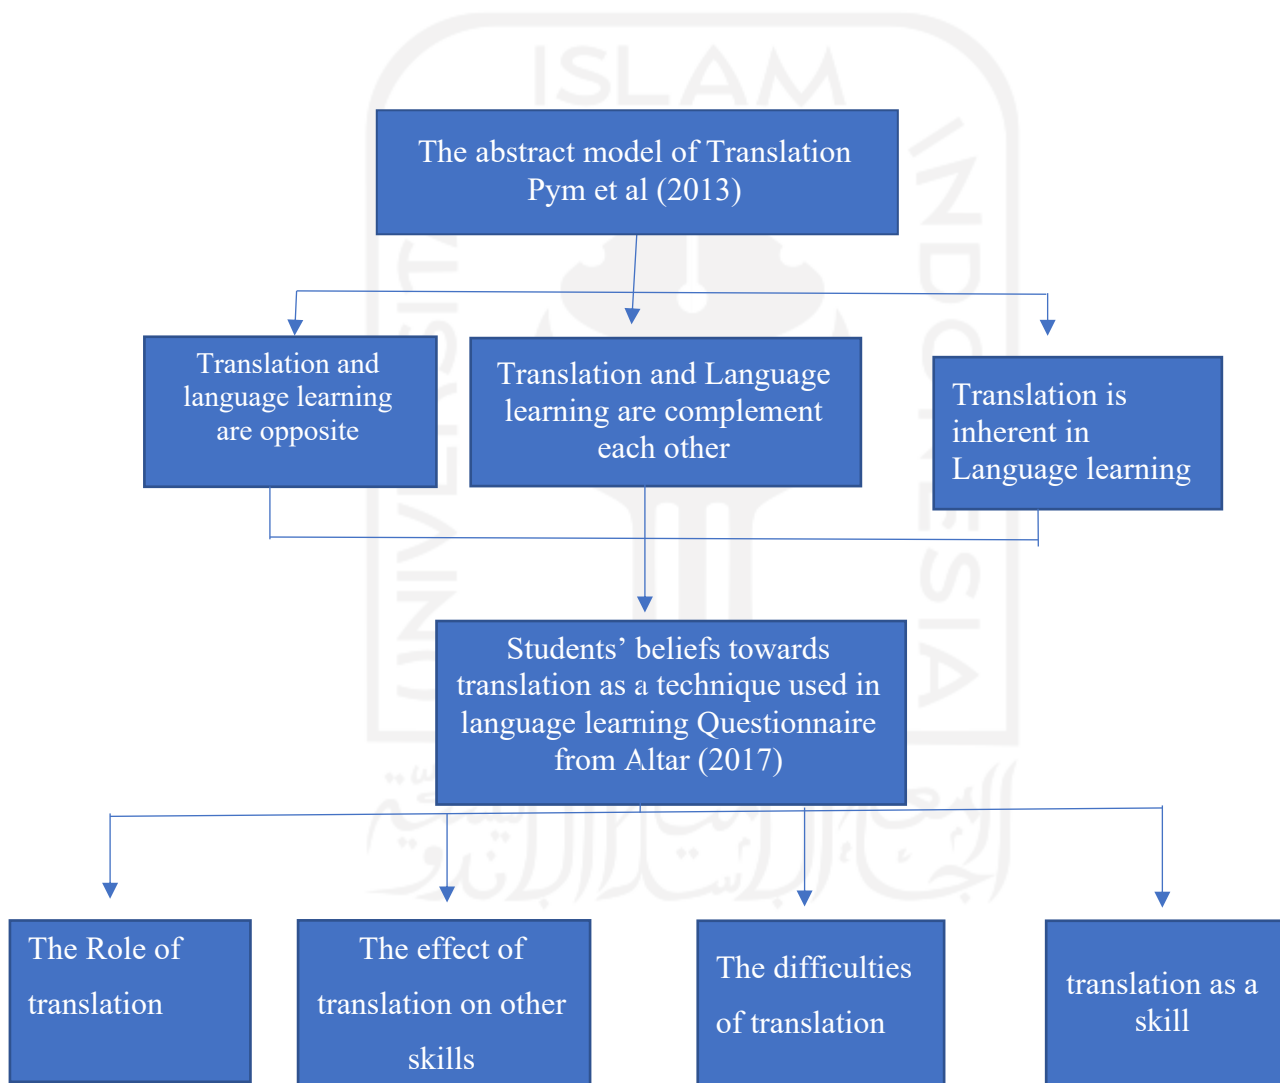 ISLAM
UNIVERSITAS
INDONESIA
The abstract model of Translation
Pym et al (2013)
Translation and
language learning
are opposite
Translation and Language
learning are complement
each other
Translation is
inherent in
Language learning
Students’ beliefs towards
translation as a technique used in
language learning Questionnaire
from Altar (2017)
The Role of
translation
The effect of
translation on other
skills
The difficulties
of translation
translation as a
skill